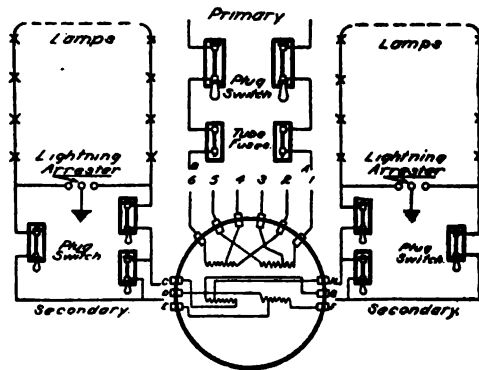 Primary
Lamps
Lamps
Plug
Switch
Tube
Fuses
Lightning
Arrester
Lightning
Arrester
B A
6 5 4 3 2 1
Plug
Switch
Plug
Switch
C
D
E
F
Secondary.
Secondary.